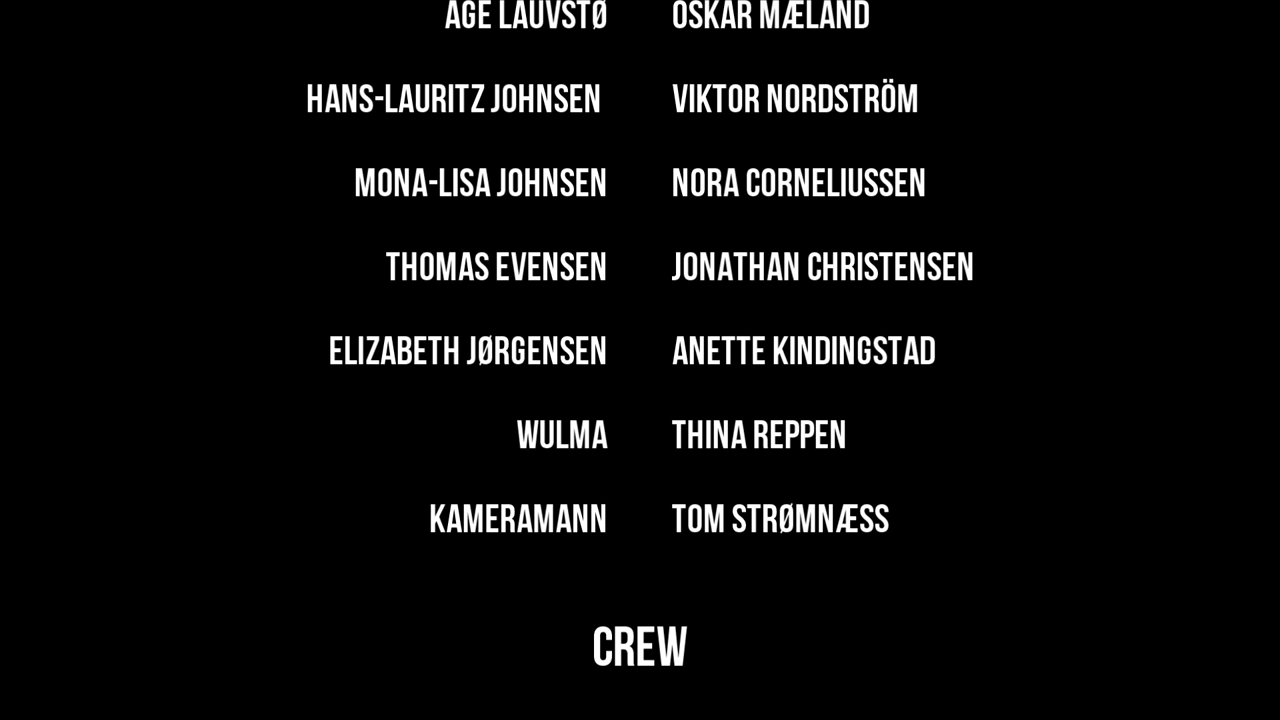 ÅGE LAUVSTØ OSKAR MÆLAND
HANS-LAURITZ JOHNSEN VIKTOR NORDSTRÖM
MONA-LISA JOHNSEN NORA CORNELIUSSEN
THOMAS EVENSEN JONATHAN CHRISTENSEN
ELIZABETH JØRGENSEN ANETTE KINDINGSTAD
WULMA THINA REPPEN
KAMERAMANN TOM STRØMNÆSS
CREW